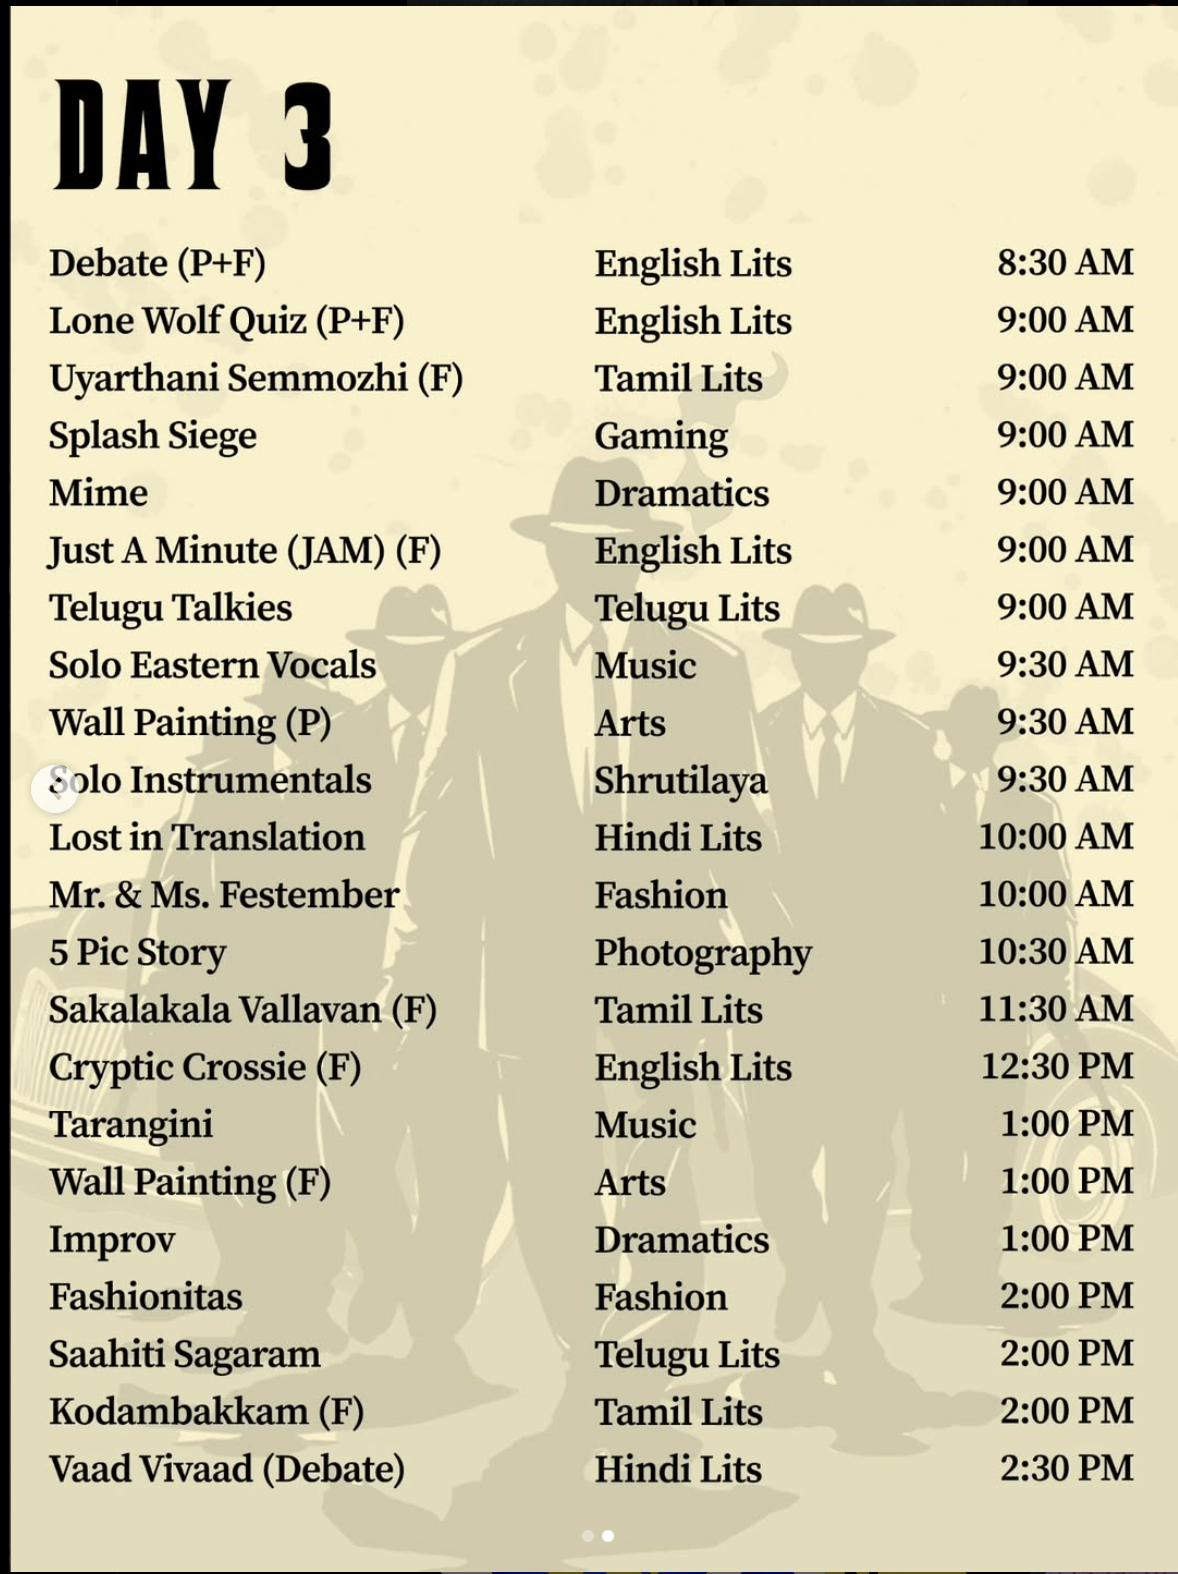 DAY 3
Debate (P+F) English Lits 8:30 AM
Lone Wolf Quiz (P+F) English Lits 9:00 AM
Uyarthani Semmozhi (F) Tamil Lits 9:00 AM
Splash Siege Gaming 9:00 AM
Mime Dramatics 9:00 AM
Just A Minute (JAM) (F) English Lits 9:00 AM
Telugu Talkies Telugu Lits 9:00 AM
Solo Eastern Vocals Music 9:30 AM
Wall Painting (P) Arts 9:30 AM
Solo Instrumentals Shrutilaya 9:30 AM
Lost in Translation Hindi Lits 10:00 AM
Mr. & Ms. Festember Fashion 10:00 AM
5 Pic Story Photography 10:30 AM
Sakalakala Vallavan (F) Tamil Lits 11:30 AM
Cryptic Crossie (F) English Lits 12:30 PM
Tarangini Music 1:00 PM
Wall Painting (F) Arts 1:00 PM
Improv Dramatics 1:00 PM
Fashionitas Fashion 2:00 PM
Saahiti Sagaram Telugu Lits 2:00 PM
Kodambakkam (F) Tamil Lits 2:00 PM
Vaad Vivaad (Debate) Hindi Lits 2:30 PM